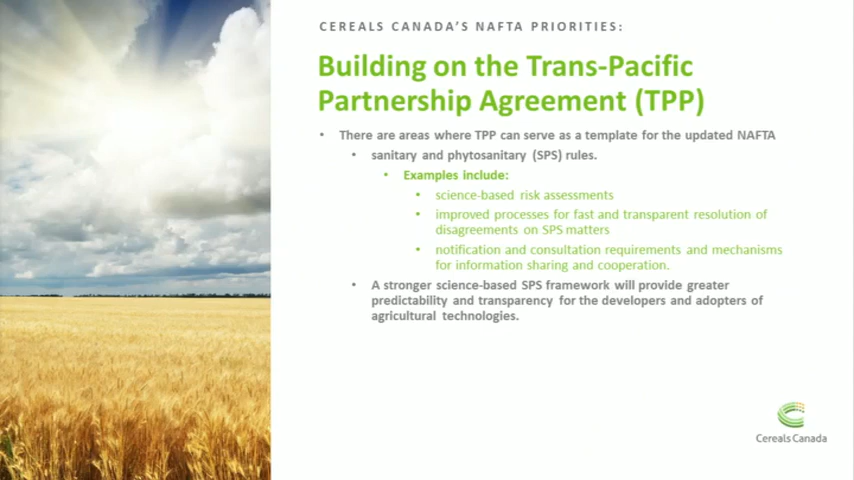 CEREALS CANADA'S NAFTA PRIORITIES:
Building on the Trans-Pacific
Partnership Agreement (TPP)
• There are areas where TPP can serve as a template for the updated NAFTA
• sanitary and phytosanitary (SPS) rules.
• Examples include:
• science-based risk assessments
• improved processes for fast and transparent resolution of
disagreements on SPS matters
• notification and consultation requirements and mechanisms
for information sharing and cooperation.
• A stronger science-based SPS framework will provide greater
predictability and transparency for the developers and adopters of
agricultural technologies.
Cereals Canada